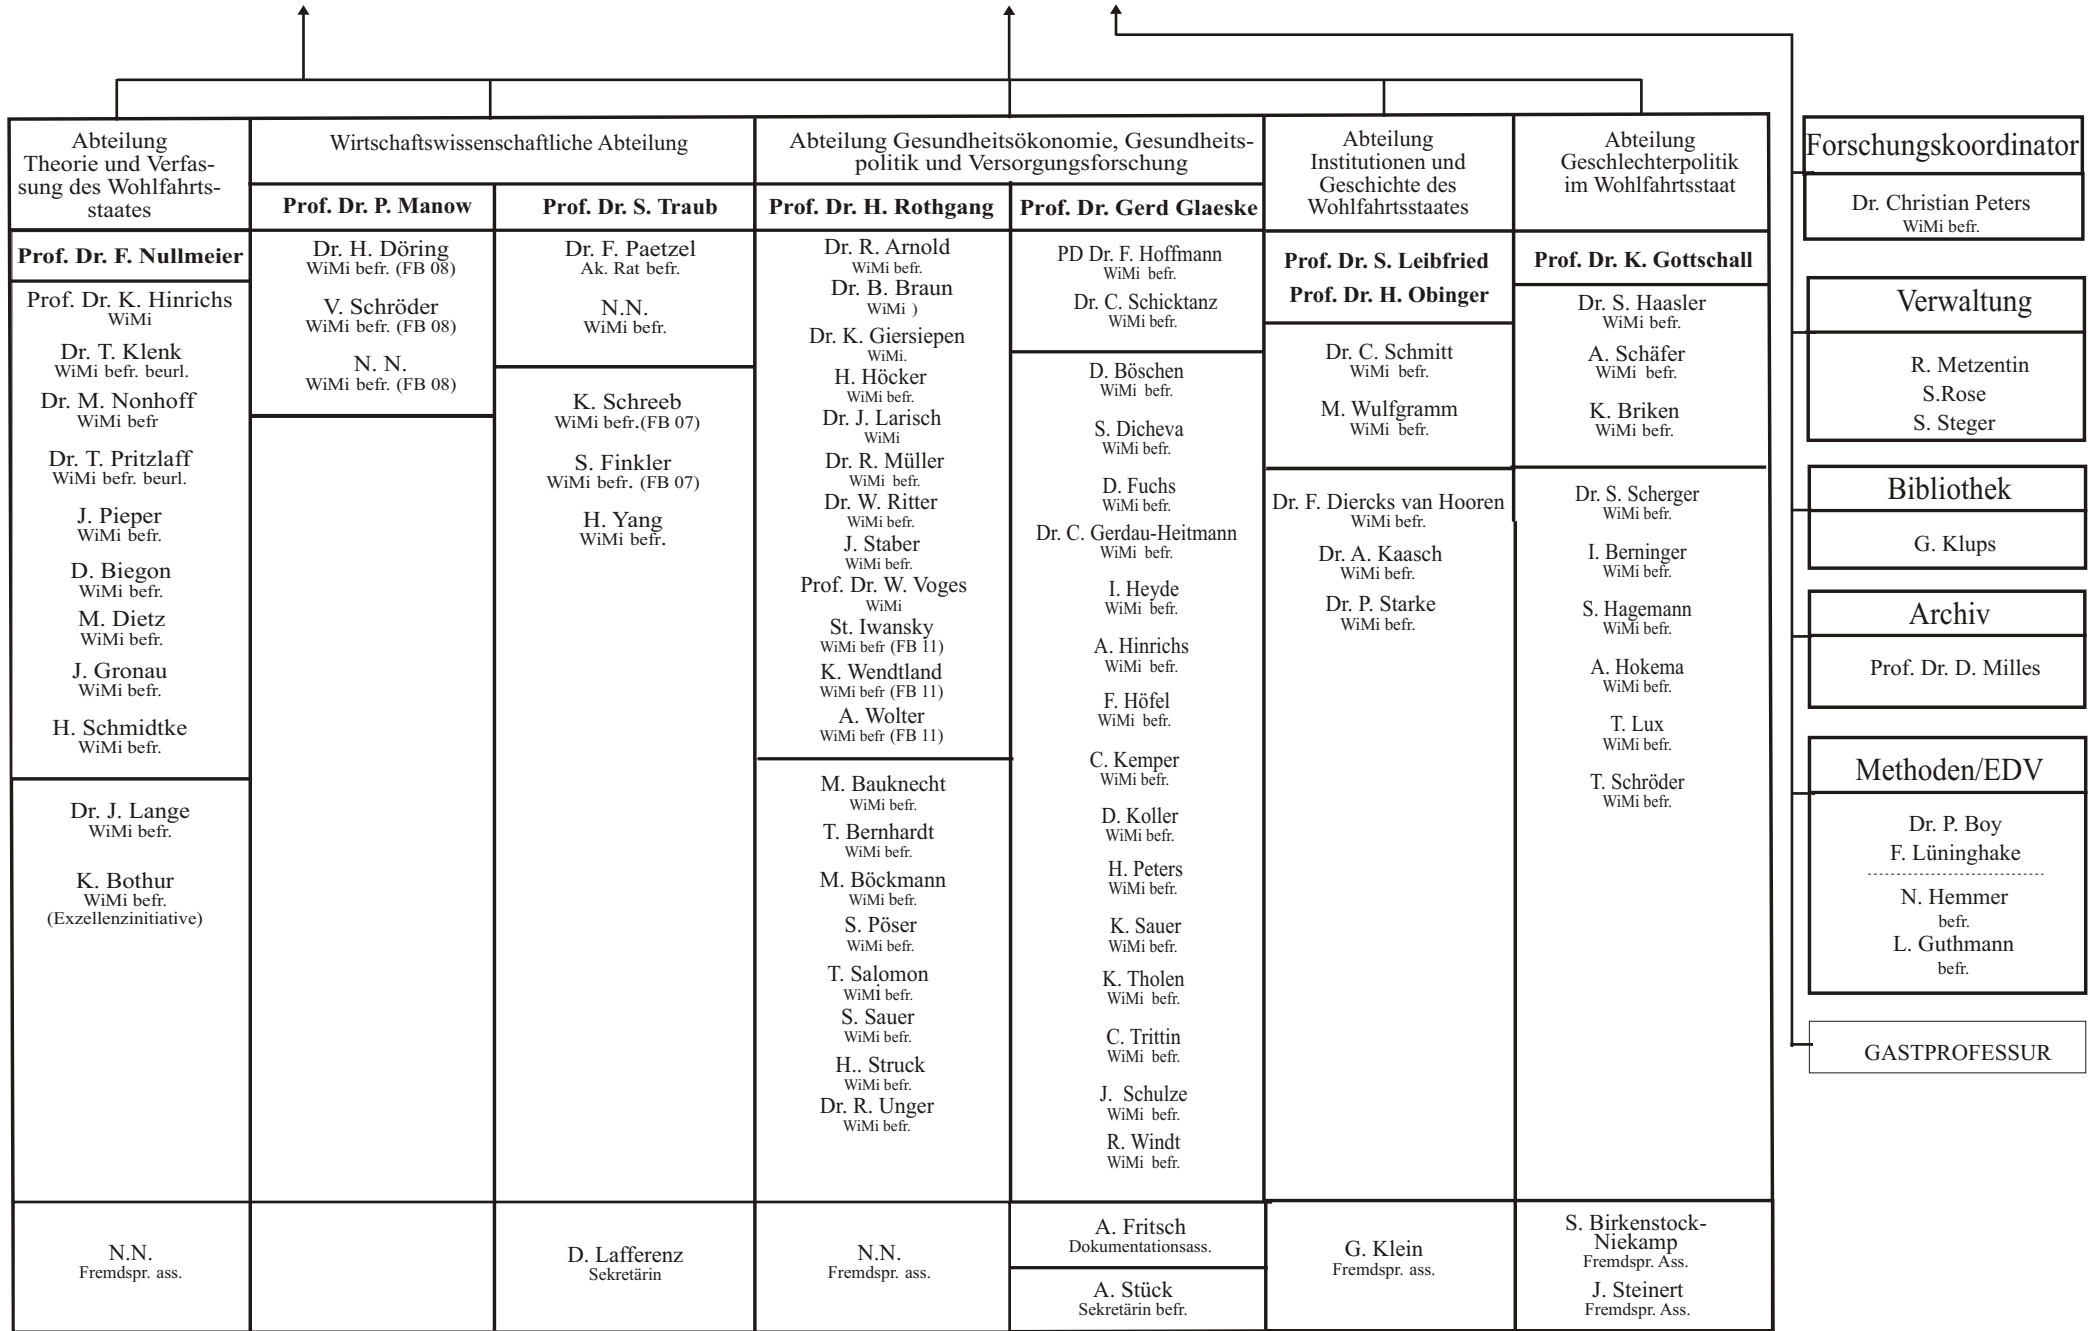 Abteilung
Theorie und Verfas-
sung des Wohlfahrts-
staates
Prof. Dr. F. Nullmeier
Prof. Dr. K. Hinrichs
WiMi
Dr. T. Klenk
WiMi befr. beurl.
Dr. M. Nonhoff
WiMi befr
Dr. T. Pritzlaff
WiMi befr. beurl.
J. Pieper
WiMi befr.
D. Biegon
WiMi befr.
M. Dietz
WiMi befr.
J. Gronau
WiMi befr.
H. Schmidtke
WiMi befr.
Dr. J. Lange
WiMi befr.
K. Bothur
WiMi befr.
(Exzellenzinitiative)
N.N.
Fremdspr. ass.
Wirtschaftswissenschaftliche Abteilung
Prof. Dr. P. Manow
Dr. H. Döring
WiMi befr. (FB 08)
V. Schröder
WiMi befr. (FB 08)
N. N.
WiMi befr. (FB 08)
Prof. Dr. S. Traub
Dr. F. Paetzel
Ak. Rat befr.
N.N.
WiMi befr.
K. Schreeb
WiMi befr.(FB 07)
S. Finkler
WiMi befr. (FB 07)
H. Yang
WiMi befr.
D. Lafferenz
Sekretärin
Abteilung Gesundheitsökonomie, Gesundheits-
politik und Versorgungsforschung
Prof. Dr. H. Rothgang
Dr. R. Arnold
WiMi befr.
Dr. B. Braun
WiMi )
Dr. K. Giersiepen
WiMi.
H. Höcker
WiMi befr.
Dr. J. Larisch
WiMi
Dr. R. Müller
WiMi befr.
Dr. W. Ritter
WiMi befr.
J. Staber
WiMi befr.
Prof. Dr. W. Voges
WiMi
St. Iwansky
WiMi befr (FB 11)
K. Wendtland
WiMi befr (FB 11)
A. Wolter
WiMi befr (FB 11)
M. Bauknecht
WiMi befr.
T. Bernhardt
WiMi befr.
M. Böckmann
WiMi befr.
S. Pöser
WiMi befr.
T. Salomon
WiMi befr.
S. Sauer
WiMi befr.
H.. Struck
WiMi befr.
Dr. R. Unger
WiMi befr.
N.N.
Fremdspr. ass.
Prof. Dr. Gerd Glaeske
PD Dr. F. Hoffmann
WiMi befr.
Dr. C. Schicktanz
WiMi befr.
D. Böschen
WiMi befr.
S. Dicheva
WiMi befr.
D. Fuchs
WiMi befr.
Dr. C. Gerdau-Heitmann
WiMi befr.
I. Heyde
WiMi befr.
A. Hinrichs
WiMi befr.
F. Höfel
WiMi befr.
C. Kemper
WiMi befr.
D. Koller
WiMi befr.
H. Peters
WiMi befr.
K. Sauer
WiMi befr.
K. Tholen
WiMi befr.
C. Trittin
WiMi befr.
J. Schulze
WiMi befr.
R. Windt
WiMi befr.
A. Fritsch
Dokumentationsass.
A. Stück
Sekretärin befr.
Abteilung
Institutionen und
Geschichte des
Wohlfahrtsstaates
Prof. Dr. S. Leibfried
Prof. Dr. H. Obinger
Dr. C. Schmitt
WiMi befr.
M. Wulfgramm
WiMi befr.
Dr. F. Diercks van Hooren
WiMi befr.
Dr. A. Kaasch
WiMi befr.
Dr. P. Starke
WiMi befr.
G. Klein
Fremdspr. ass.
Abteilung
Geschlechterpolitik
im Wohlfahrtsstaat
Prof. Dr. K. Gottschall
Dr. S. Haasler
WiMi befr.
A. Schäfer
WiMi befr.
K. Briken
WiMi befr.
Dr. S. Scherger
WiMi befr.
I. Berninger
WiMi befr.
S. Hagemann
WiMi befr.
A. Hokema
WiMi befr.
T. Lux
WiMi befr.
T. Schröder
WiMi befr.
S. Birkenstock-
Niekamp
Fremdspr. Ass.
J. Steinert
Fremdspr. Ass.
Forschungskoordinator
Dr. Christian Peters
WiMi befr.
Verwaltung
R. Metzentin
S.Rose
S. Steger
Bibliothek
G. Klups
Archiv
Prof. Dr. D. Milles
Methoden/EDV
Dr. P. Boy
F. Lüninghake
N. Hemmer
befr.
L. Guthmann
befr.
GASTPROFESSUR